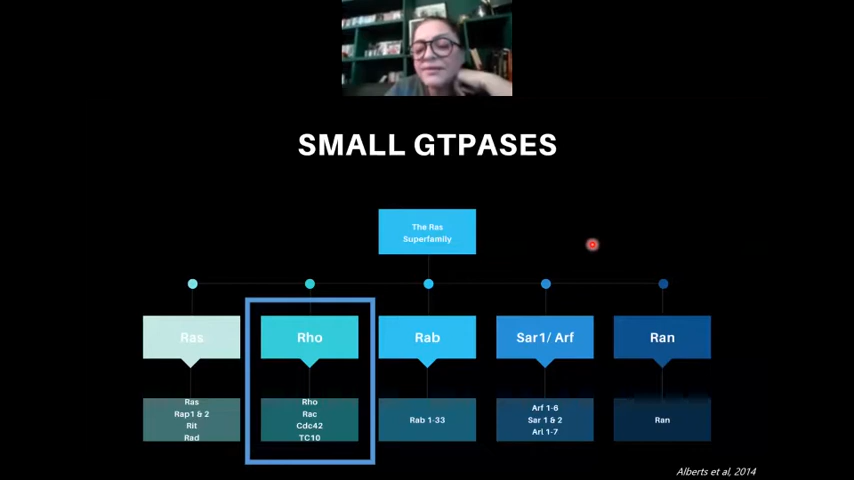 SMALL GTPASES
The Ras
Superfamily
Ras
Rho
Rab
Sar1/ Arf
Ran
Ras
Rap1 & 2
Rit
Rad
Rho
Rac
Cdc42
TC10
Rab 1-33
Arf 1-6
Sar 1 & 2
Arl 1-7
Ran
Alberts et al, 2014